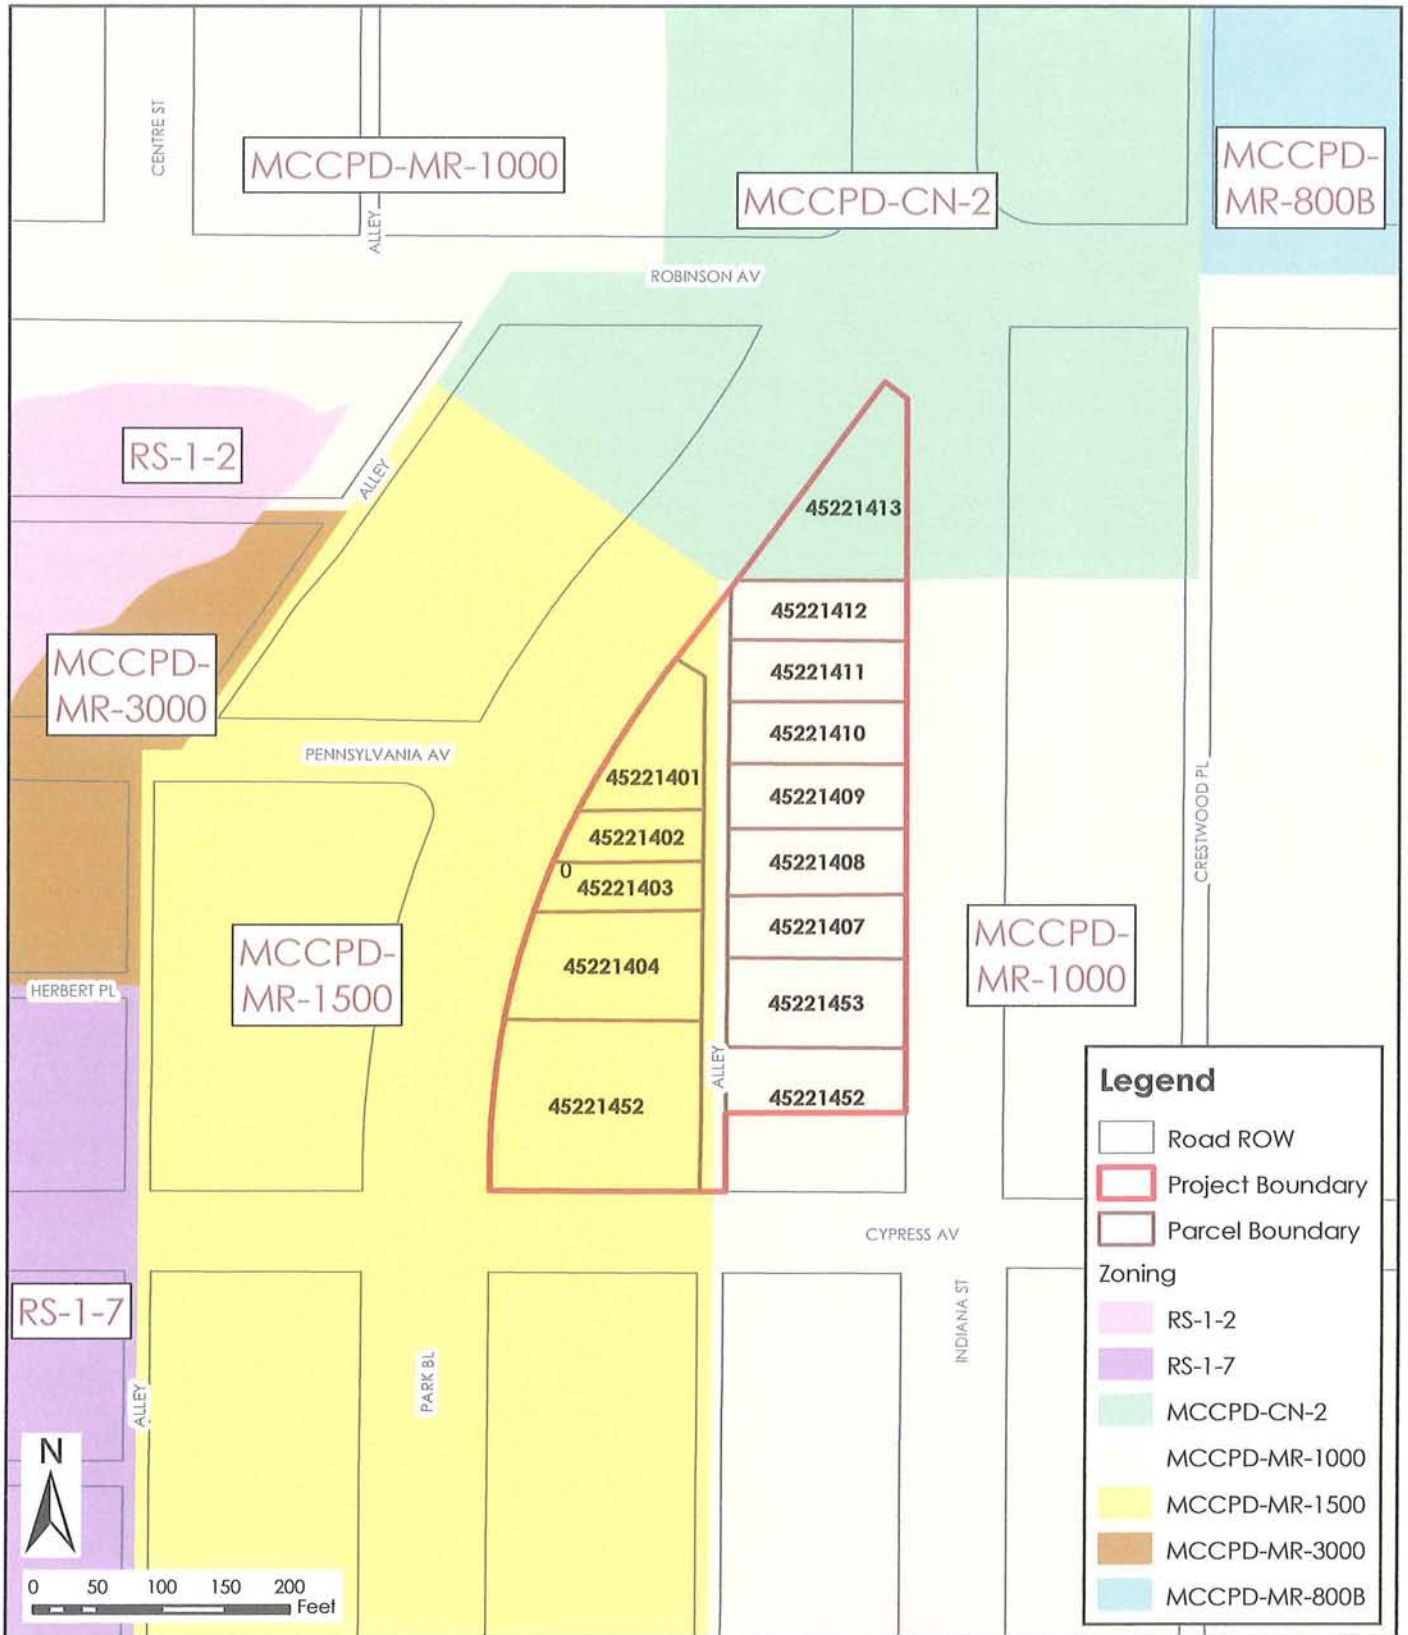 CENTRE ST
MCCPD-MR-1000
ALLEY
MCCPD-CN-2
MCCPD-
MR-800B
ROBINSON AV
RS-1-2
ALLEY
45221413
45221412
MCCPD-
MR-3000
45221411
45221410
PENNSYLVANIA AV
45221401
45221409
CRESTWOOD PL
45221402
0
45221403
45221408
45221407
MCCPD-
MR-1500
45221404
MCCPD-
MR-1000
HERBERT PL
45221453
ALLEY
45221452
45221452
CYPRESS AV
RS-1-7
INDIANA ST
PARK BL
ALLEY
N
0 50 100 150 200
Feet
Legend
Road ROW
Project Boundary
Parcel Boundary
Zoning
RS-1-2
RS-1-7
MCCPD-CN-2
MCCPD-MR-1000
MCCPD-MR-1500
MCCPD-MR-3000
MCCPD-MR-800B